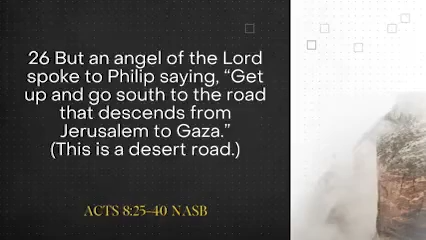 26 But an angel of the Lord
spoke to Philip saying, “Get
up and go south to the road
that descends from
Jerusalem to Gaza.”
(This is a desert road.)
ACTS 8:25–40 NASB